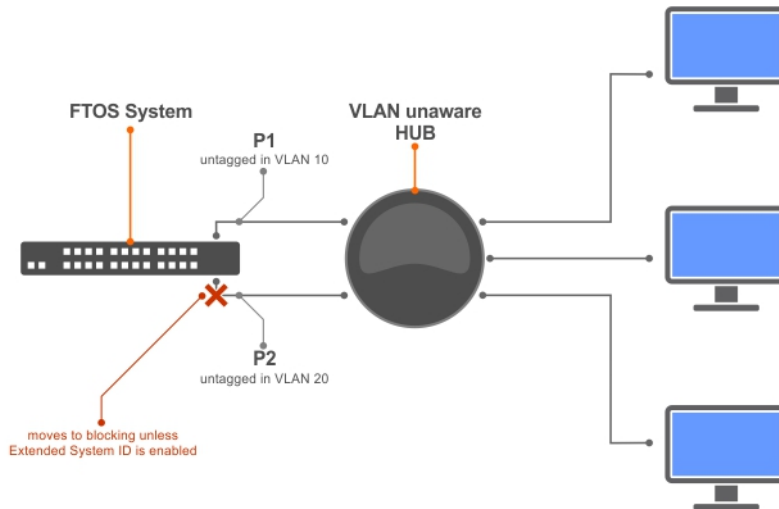 FTOS System
VLAN unaware
HUB
P1
untagged in VLAN 10
P2
untagged in VLAN 20
moves to blocking unless
Extended System ID is enabled